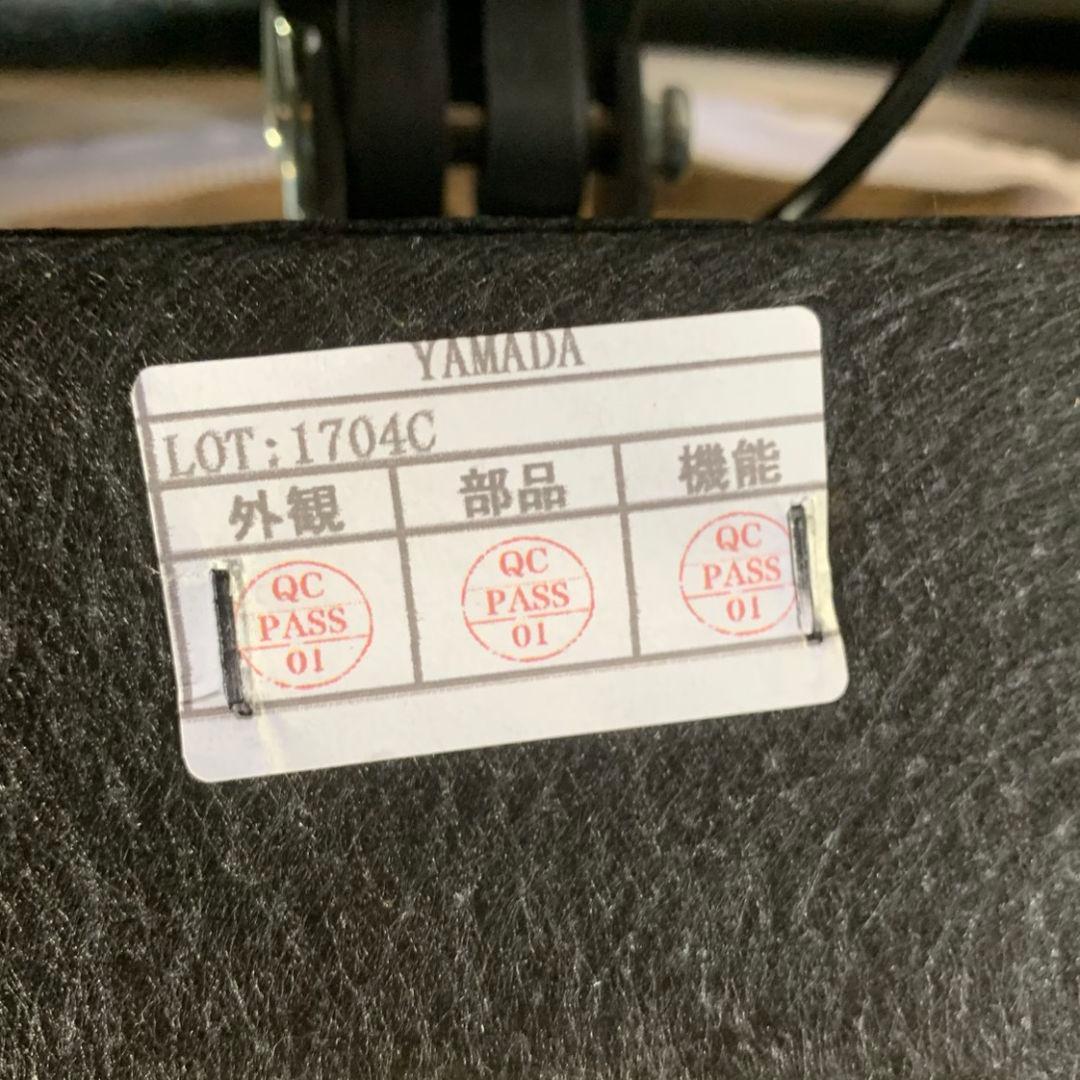 YAMADA
LOT:1704C
外観 部品 機能
QC QC QC
PASS PASS PASS
01 01 01